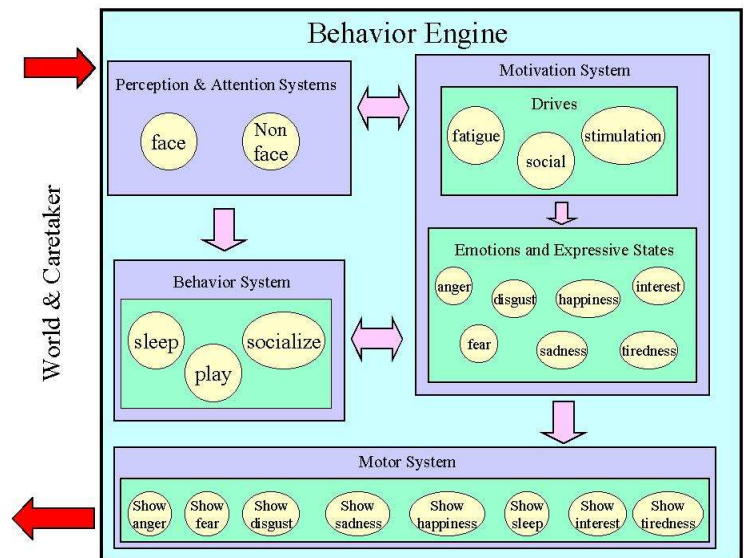 Behavior Engine
World & Caretaker
Perception & Attention Systems
face
Non
face
Motivation System
Drives
fatigue
social
stimulation
Emotions and Expressive States
anger
disgust
happiness
interest
fear
sadness
tiredness
Behavior System
sleep
play
socialize
Motor System
Show
anger
Show
fear
Show
disgust
Show
sadness
Show
happiness
Show
sleep
Show
interest
Show
tiredness